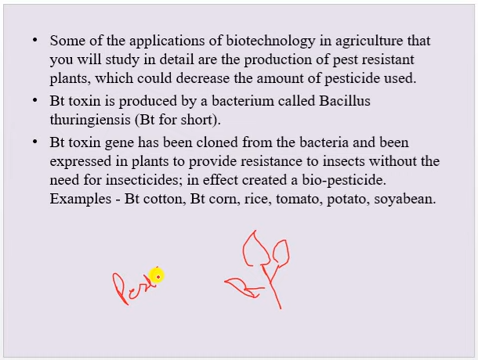 • Some of the applications of biotechnology in agriculture that
you will study in detail are the production of pest resistant
plants, which could decrease the amount of pesticide used.
• Bt toxin is produced by a bacterium called Bacillus
thuringiensis (Bt for short).
• Bt toxin gene has been cloned from the bacteria and been
expressed in plants to provide resistance to insects without the
need for insecticides; in effect created a bio-pesticide.
Examples - Bt cotton, Bt corn, rice, tomato, potato, soyabean.